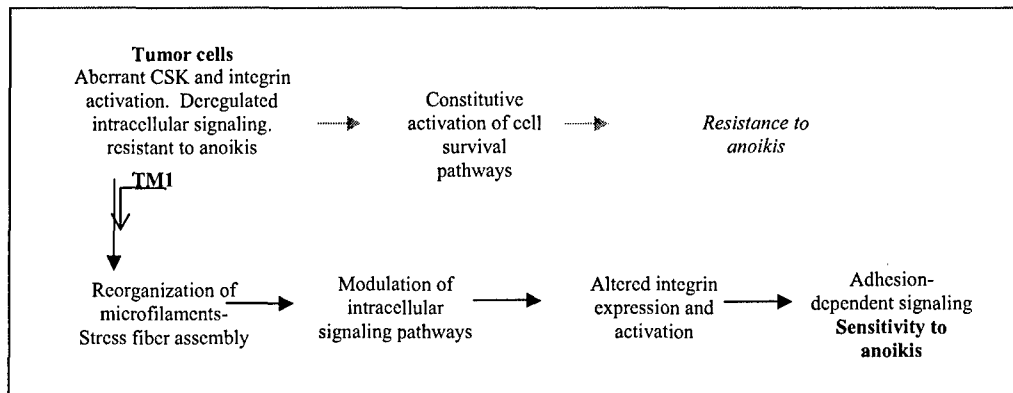 Tumor cells
Aberrant CSK and integrin
activation. Deregulated
intracellular signaling.
resistant to anoikis
Constitutive
activation of cell
survival
pathways
Resistance to
anoikis
TM1
Reorganization of
microfilaments-
Stress fiber assembly
Modulation of
intracellular
signaling pathways
Altered integrin
expression and
activation
Adhesion-
dependent signaling
Sensitivity to
anoikis